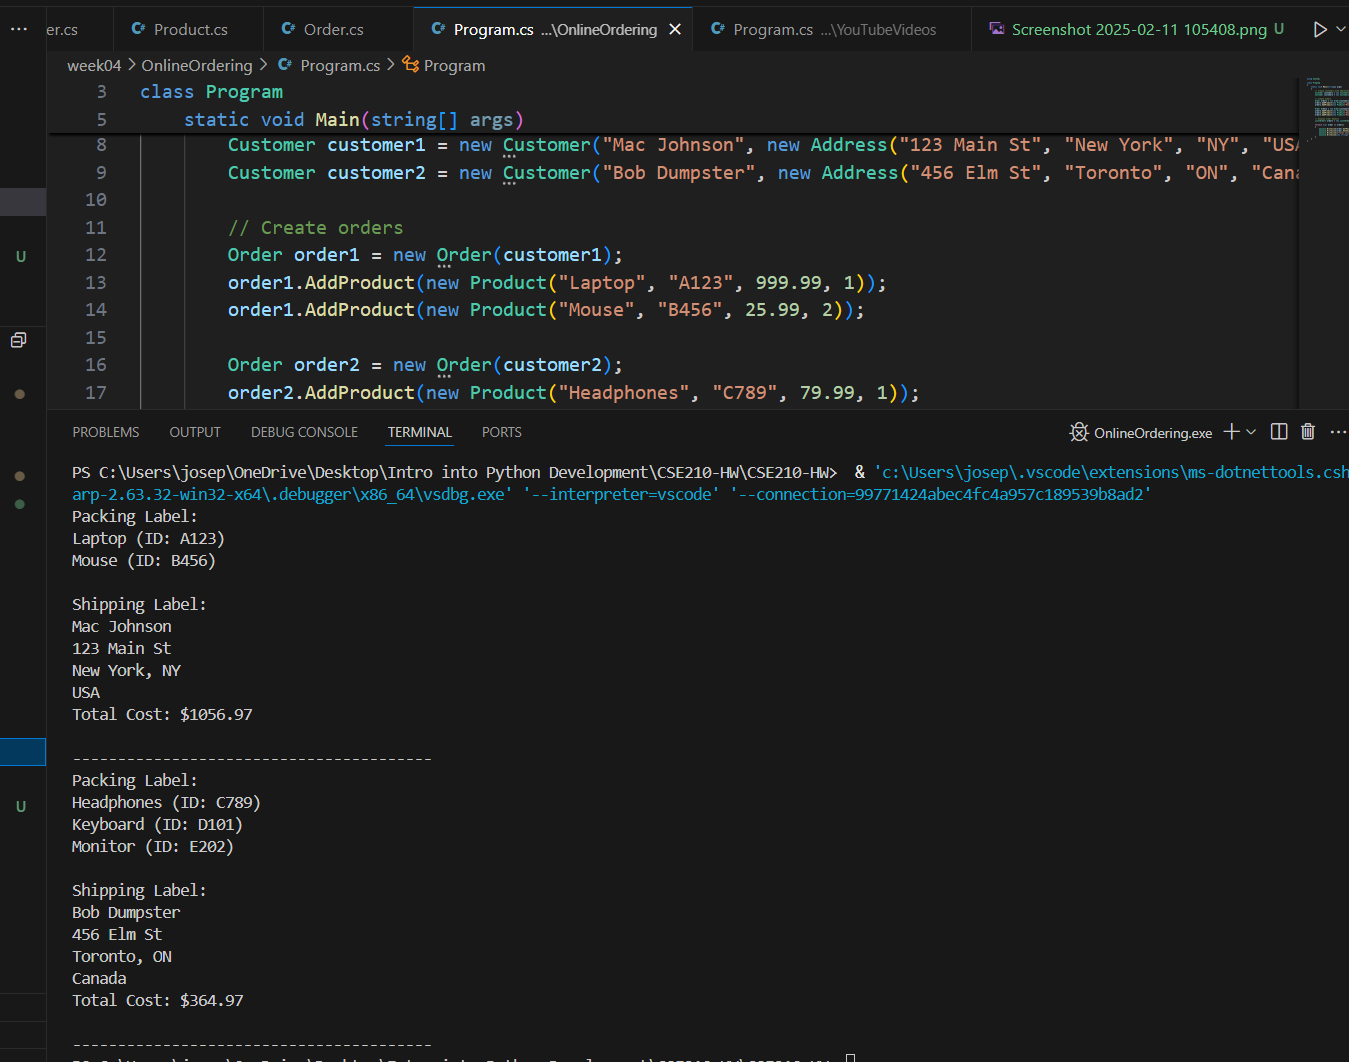 er.cs
Product.cs
Order.cs
Program.cs ...\OnlineOrdering
Program.cs ...\YouTubeVideos
Screenshot 2025-02-11 105408.png U
week04 > OnlineOrdering > Program.cs > Program
3 class Program
5 static void Main(string[] args)
8 Customer customer1 = new Customer("Mac Johnson", new Address("123 Main St", "New York", "NY", "USA
9 Customer customer2 = new Customer("Bob Dumpster", new Address("456 Elm St", "Toronto", "ON", "Cana
10
11 // Create orders
12 Order order1 = new Order(customer1);
13 order1.AddProduct(new Product("Laptop", "A123", 999.99, 1));
14 order1.AddProduct(new Product("Mouse", "B456", 25.99, 2));
15
16 Order order2 = new Order(customer2);
17 order2.AddProduct(new Product("Headphones", "C789", 79.99, 1));
U
U
PROBLEMS OUTPUT DEBUG CONSOLE TERMINAL PORTS
OnlineOrdering.exe
PS C:\Users\josep\OneDrive\Desktop\Intro into Python Development\CSE210-HW\CSE210-HW>  & 'c:\Users\josep\.vscode\extensions\ms-dotnettools.csh
arp-2.63.32-win32-x64\.debugger\x86_64\vsdbg.exe' '--interpreter=vscode' '--connection=99771424abec4fc4a957c189539b8ad2'
Packing Label:
Laptop (ID: A123)
Mouse (ID: B456)
Shipping Label:
Mac Johnson
123 Main St
New York, NY
USA
Total Cost: $1056.97
----------------------------------------
Packing Label:
Headphones (ID: C789)
Keyboard (ID: D101)
Monitor (ID: E202)
Shipping Label:
Bob Dumpster
456 Elm St
Toronto, ON
Canada
Total Cost: $364.97
----------------------------------------